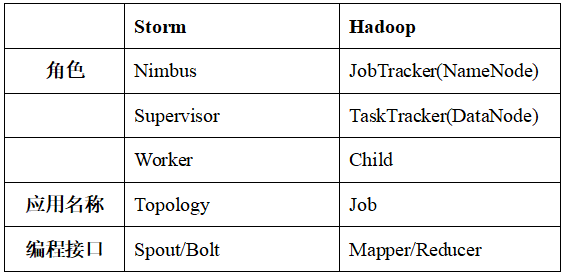 Storm Hadoop
角色 Nimbus JobTracker(NameNode)
Supervisor TaskTracker(DataNode)
Worker Child
应用名称 Topology Job
编程接口 Spout/Bolt Mapper/Reducer